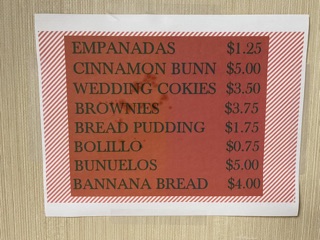 EMPANADAS $1.25
CINNAMON BUNN $5.00
WEDDING COKIES $3.50
BROWNIES $3.75
BREAD PUDDING $1.75
BOLILLO $0.75
BUNUELOS $5.00
BANNANA BREAD $4.00